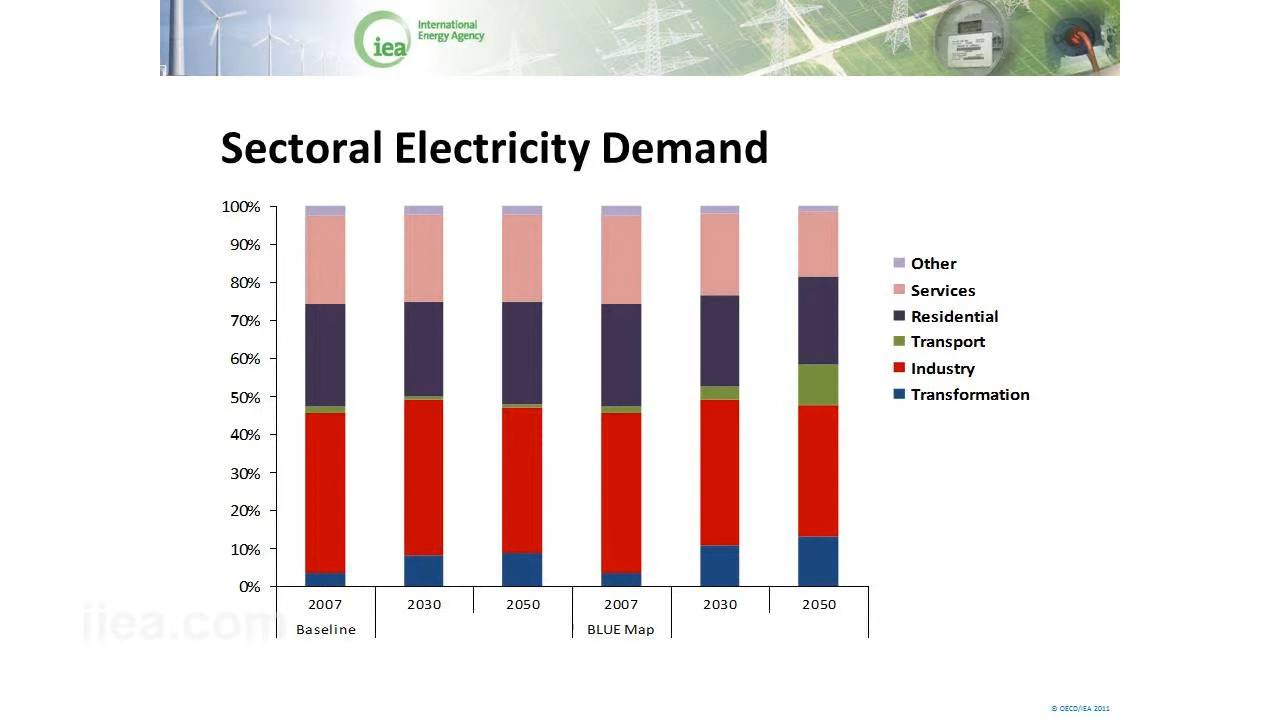 iea
International
Energy Agency
Sectoral Electricity Demand
100%
90%
80%
70%
60%
50%
40%
30%
20%
10%
0%
Other
Services
Residential
Transport
Industry
Transformation
2007 2030 2050 2007 2030 2050
Baseline BLUE Map
iiea.com
© OECD/IEA 2011